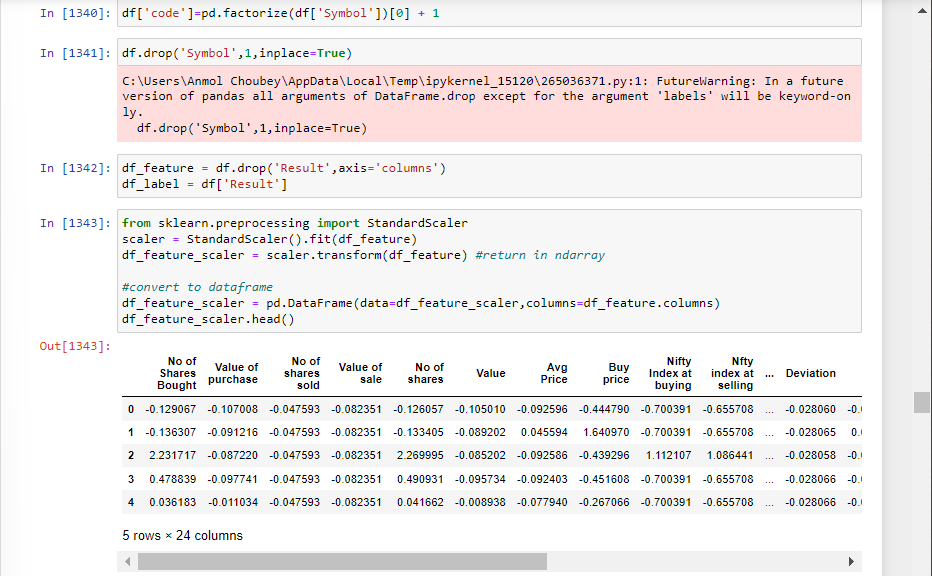 In [1340]: df['code']=pd.factorize(df['Symbol'])[0] + 1
In [1341]: df.drop('Symbol',1,inplace=True)
C:\Users\Anmol Choubey\AppData\Local\Temp\ipykernel_15120\265036371.py:1: FutureWarning: In a future
version of pandas all arguments of DataFrame.drop except for the argument 'labels' will be keyword-on
ly.
df.drop('Symbol',1,inplace=True)
In [1342]: df_feature = df.drop('Result',axis='columns')
df_label = df['Result']
In [1343]: from sklearn.preprocessing import StandardScaler
scaler = StandardScaler().fit(df_feature)
df_feature_scaler = scaler.transform(df_feature) #return in ndarray
#convert to dataframe
df_feature_scaler = pd.DataFrame(data=df_feature_scaler,columns=df_feature.columns)
df_feature_scaler.head()
Out[1343]:
No of Shares Bought Value of purchase No of shares sold Value of sale No of shares Value Avg Price Buy price Nifty Index at buying Nfty index at selling ... Deviation
0 -0.129067 -0.107008 -0.047593 -0.082351 -0.126057 -0.105010 -0.092596 -0.444790 -0.700391 -0.655708 ... -0.028060 -0.
1 -0.136307 -0.091216 -0.047593 -0.082351 -0.133405 -0.089202 0.045594 1.640970 -0.700391 -0.655708 ... -0.028065 0.
2 2.231717 -0.087220 -0.047593 -0.082351 2.269995 -0.085202 -0.092586 -0.439296 1.112107 1.086441 ... -0.028058 -0.
3 0.478839 -0.097741 -0.047593 -0.082351 0.490931 -0.095734 -0.092403 -0.451608 -0.700391 -0.655708 ... -0.028066 -0.
4 0.036183 -0.011034 -0.047593 -0.082351 0.041662 -0.008938 -0.077940 -0.267066 -0.700391 -0.655708 ... -0.028066 -0.
5 rows × 24 columns